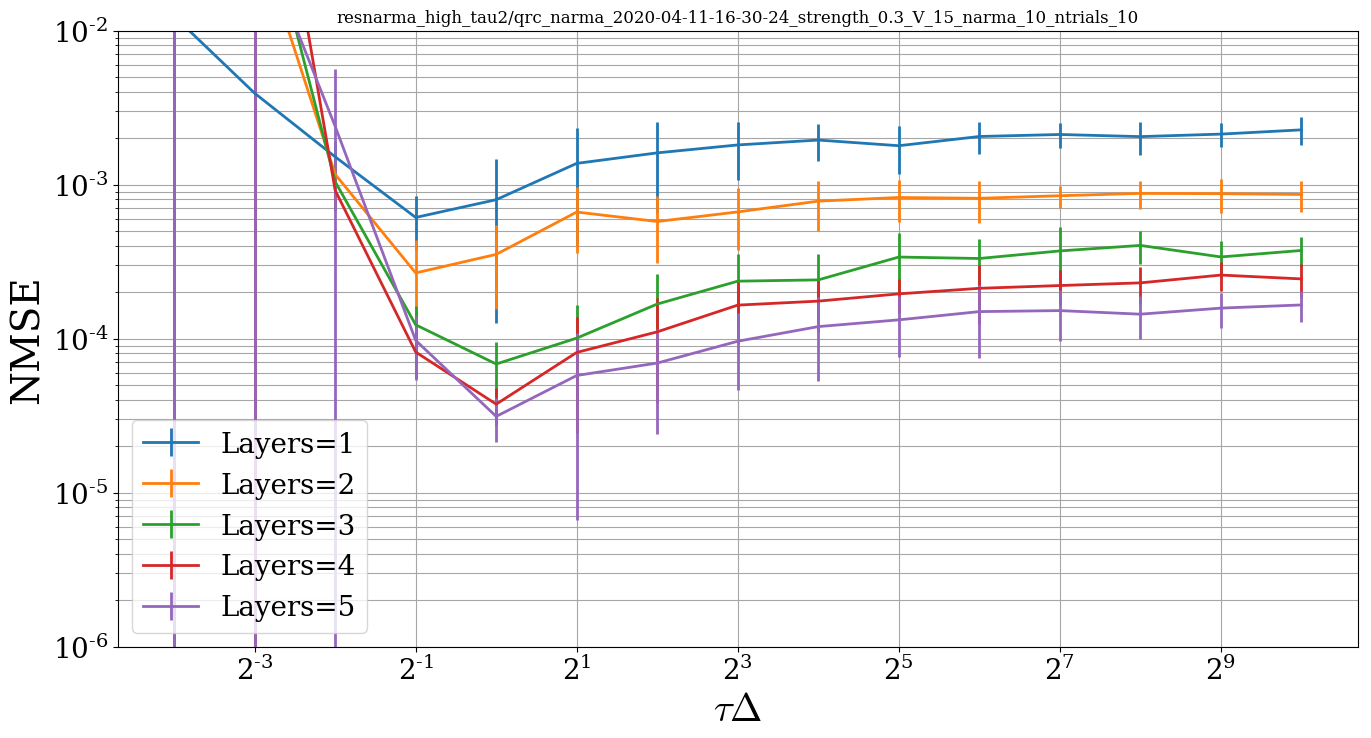 resnarma_high_tau2/qrc_narma_2020-04-11-16-30-24_strength_0.3_V_15_narma_10_ntrials_10
10^-2
10^-3
10^-4
10^-5
10^-6
NMSE
Layers=1
Layers=2
Layers=3
Layers=4
Layers=5
2^-3 2^-1 2^1 2^3 2^5 2^7 2^9
τΔ